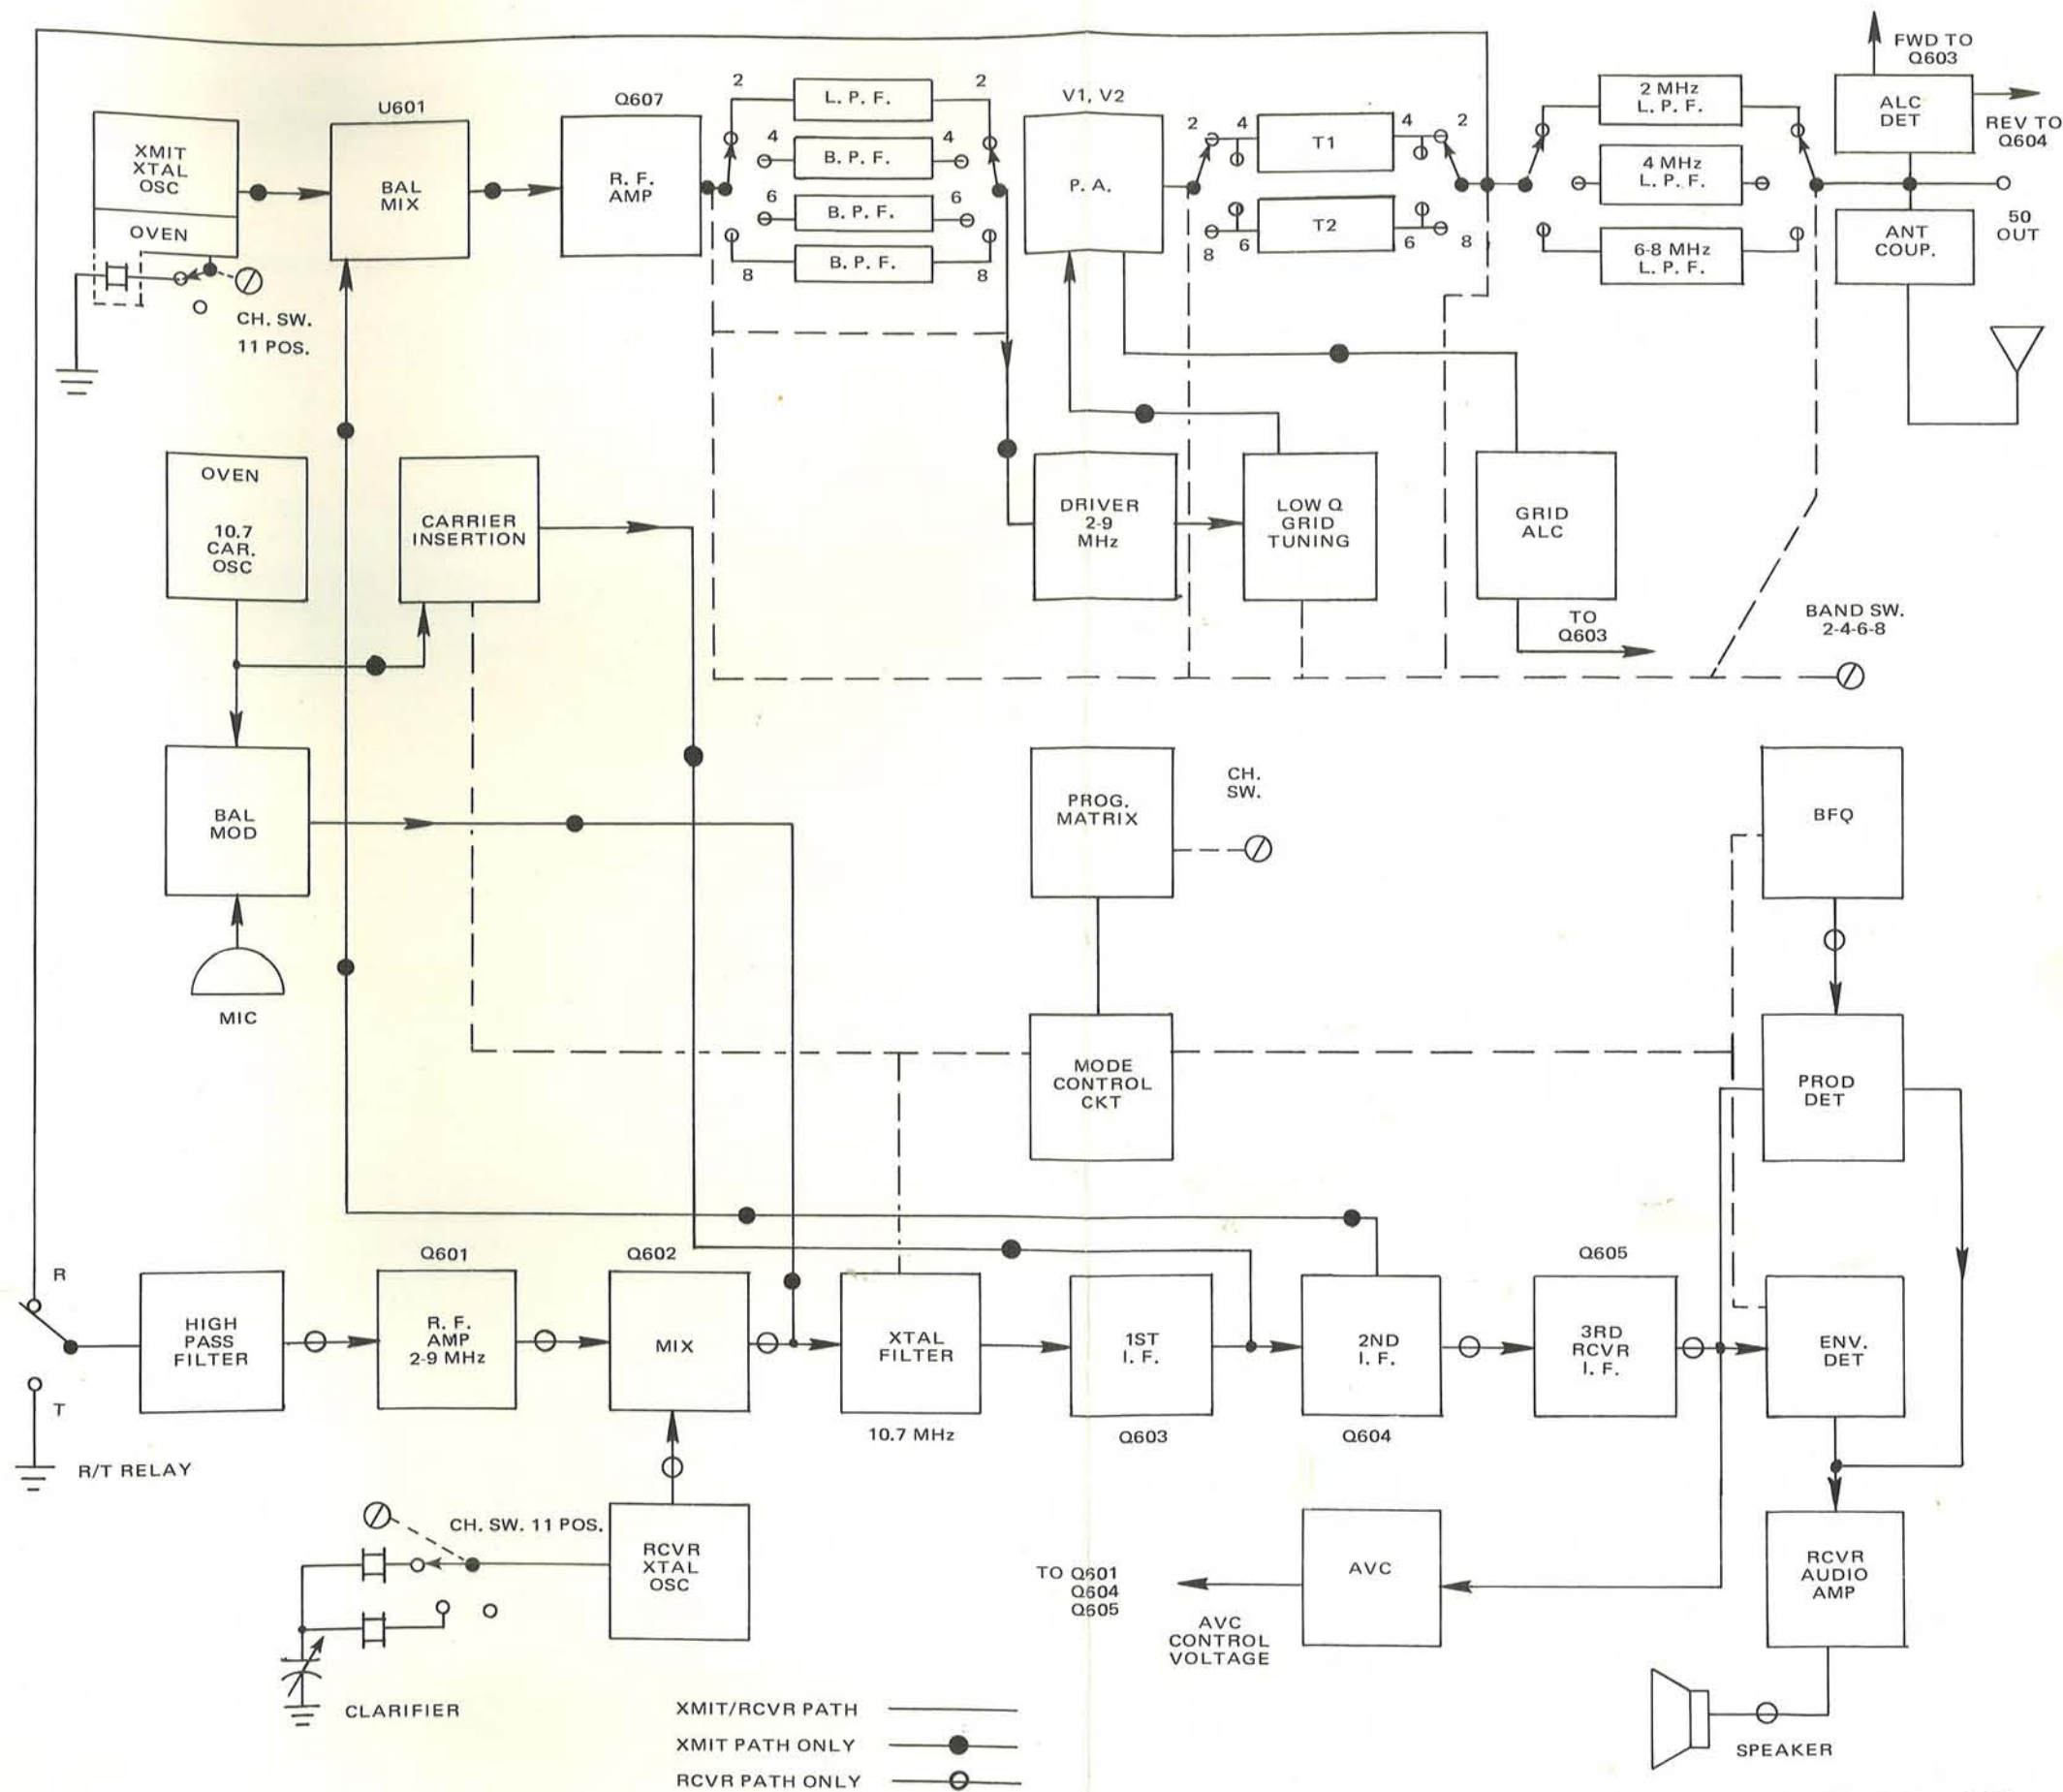 FWD TO
Q603
U601
Q607
2
L. P. F.
2
V1, V2
2 MHz
L. P. F.
ALC
DET
REV TO
Q604
XMIT
XTAL
OSC
BAL
MIX
R. F.
AMP
4
B. P. F.
4
P. A.
2
4
T1
4
2
4 MHz
L. P. F.
OVEN
6
B. P. F.
6
8
6
T2
6
8
6-8 MHz
L. P. F.
ANT
COUP.
50
OUT
8
B. P. F.
8
CH. SW.
11 POS.
OVEN
10.7
CAR.
OSC
CARRIER
INSERTION
DRIVER
2-9
MHz
LOW Q
GRID
TUNING
GRID
ALC
TO
Q603
BAND SW.
2-4-6-8
BAL
MOD
PROG.
MATRIX
CH.
SW.
BFQ
MIC
MODE
CONTROL
CKT
PROD
DET
R
Q601
Q602
Q605
HIGH
PASS
FILTER
R. F.
AMP
2-9 MHz
MIX
XTAL
FILTER
1ST
I. F.
2ND
I. F.
3RD
RCVR
I. F.
ENV.
DET
T
10.7 MHz
Q603
Q604
R/T RELAY
CH. SW. 11 POS.
RCVR
XTAL
OSC
TO Q601
Q604
Q605
AVC
RCVR
AUDIO
AMP
AVC
CONTROL
VOLTAGE
CLARIFIER
XMIT/RCVR PATH
XMIT PATH ONLY
RCVR PATH ONLY
SPEAKER